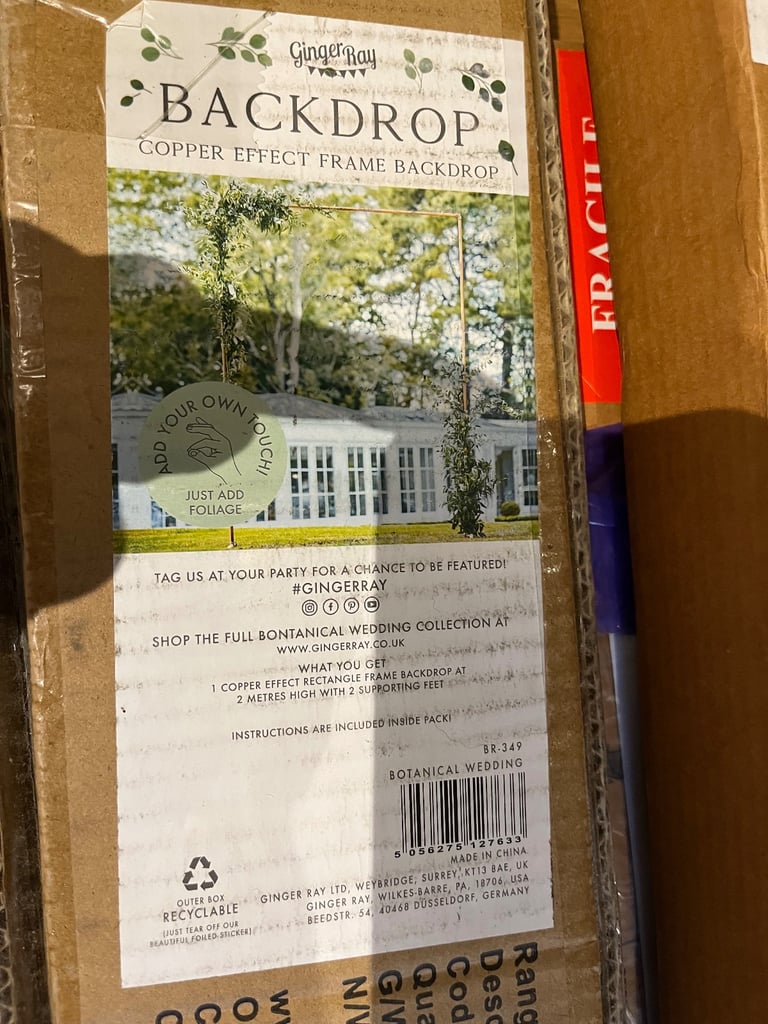 Ginger Ray
BACKDROP
COPPER EFFECT FRAME BACKDROP
ADD YOUR OWN TOUCH!
JUST ADD
FOLIAGE
TAG US AT YOUR PARTY FOR A CHANCE TO BE FEATURED!
#GINGERRAY
SHOP THE FULL BONTANICAL WEDDING COLLECTION AT
WWW.GINGERRAY.CO.UK
WHAT YOU GET
1 COPPER EFFECT RECTANGLE FRAME BACKDROP AT
2 METRES HIGH WITH 2 SUPPORTING FEET
INSTRUCTIONS ARE INCLUDED INSIDE PACK!
BR-349
BOTANICAL WEDDING
5 056275 127633
MADE IN CHINA
GINGER RAY LTD, WEYBRIDGE, SURREY, KT13 8AE, UK
GINGER RAY, WILKES-BARRE, PA, 18706, USA
BEEDSTR. 54, 40468 DÜSSELDORF, GERMANY
OUTER BOX
RECYCLABLE
(JUST TEAR OFF OUR
BEAUTIFUL FOILED STICKER)
FRAGILE
Rang
Desc
Cod
Qua
G/W
N/W